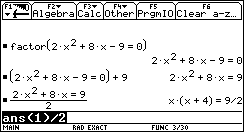 F1 F2 Algebra F3 Calc F4 Other F5 PrgmIO F6 Clear a-z…
▪ factor(2·x² + 8·x - 9 = 0)
2·x² + 8·x - 9 = 0
▪ (2·x² + 8·x - 9 = 0) + 9 2·x² + 8·x = 9
▪ 2·x² + 8·x = 9
2 x·(x + 4) = 9/2
ans(1)/2
MAIN RAD EXACT FUNC 3/30